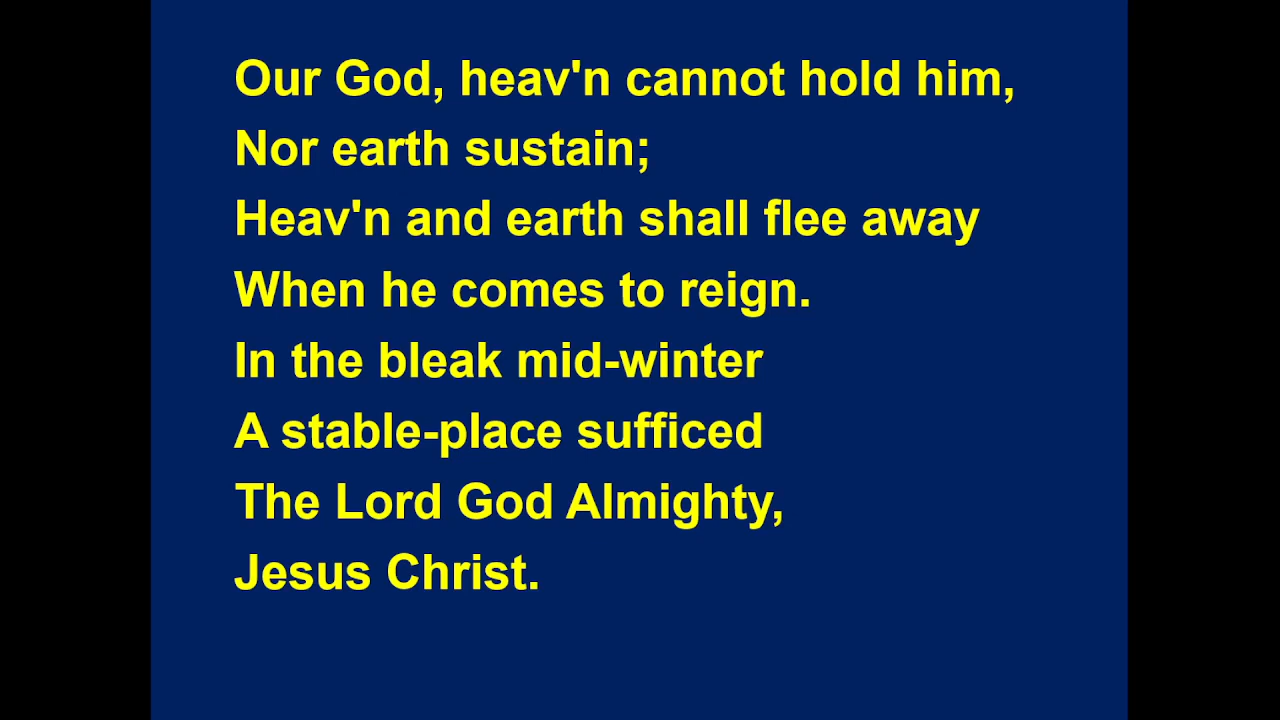 Our God, heav'n cannot hold him,
Nor earth sustain;
Heav'n and earth shall flee away
When he comes to reign.
In the bleak mid-winter
A stable-place sufficed
The Lord God Almighty,
Jesus Christ.